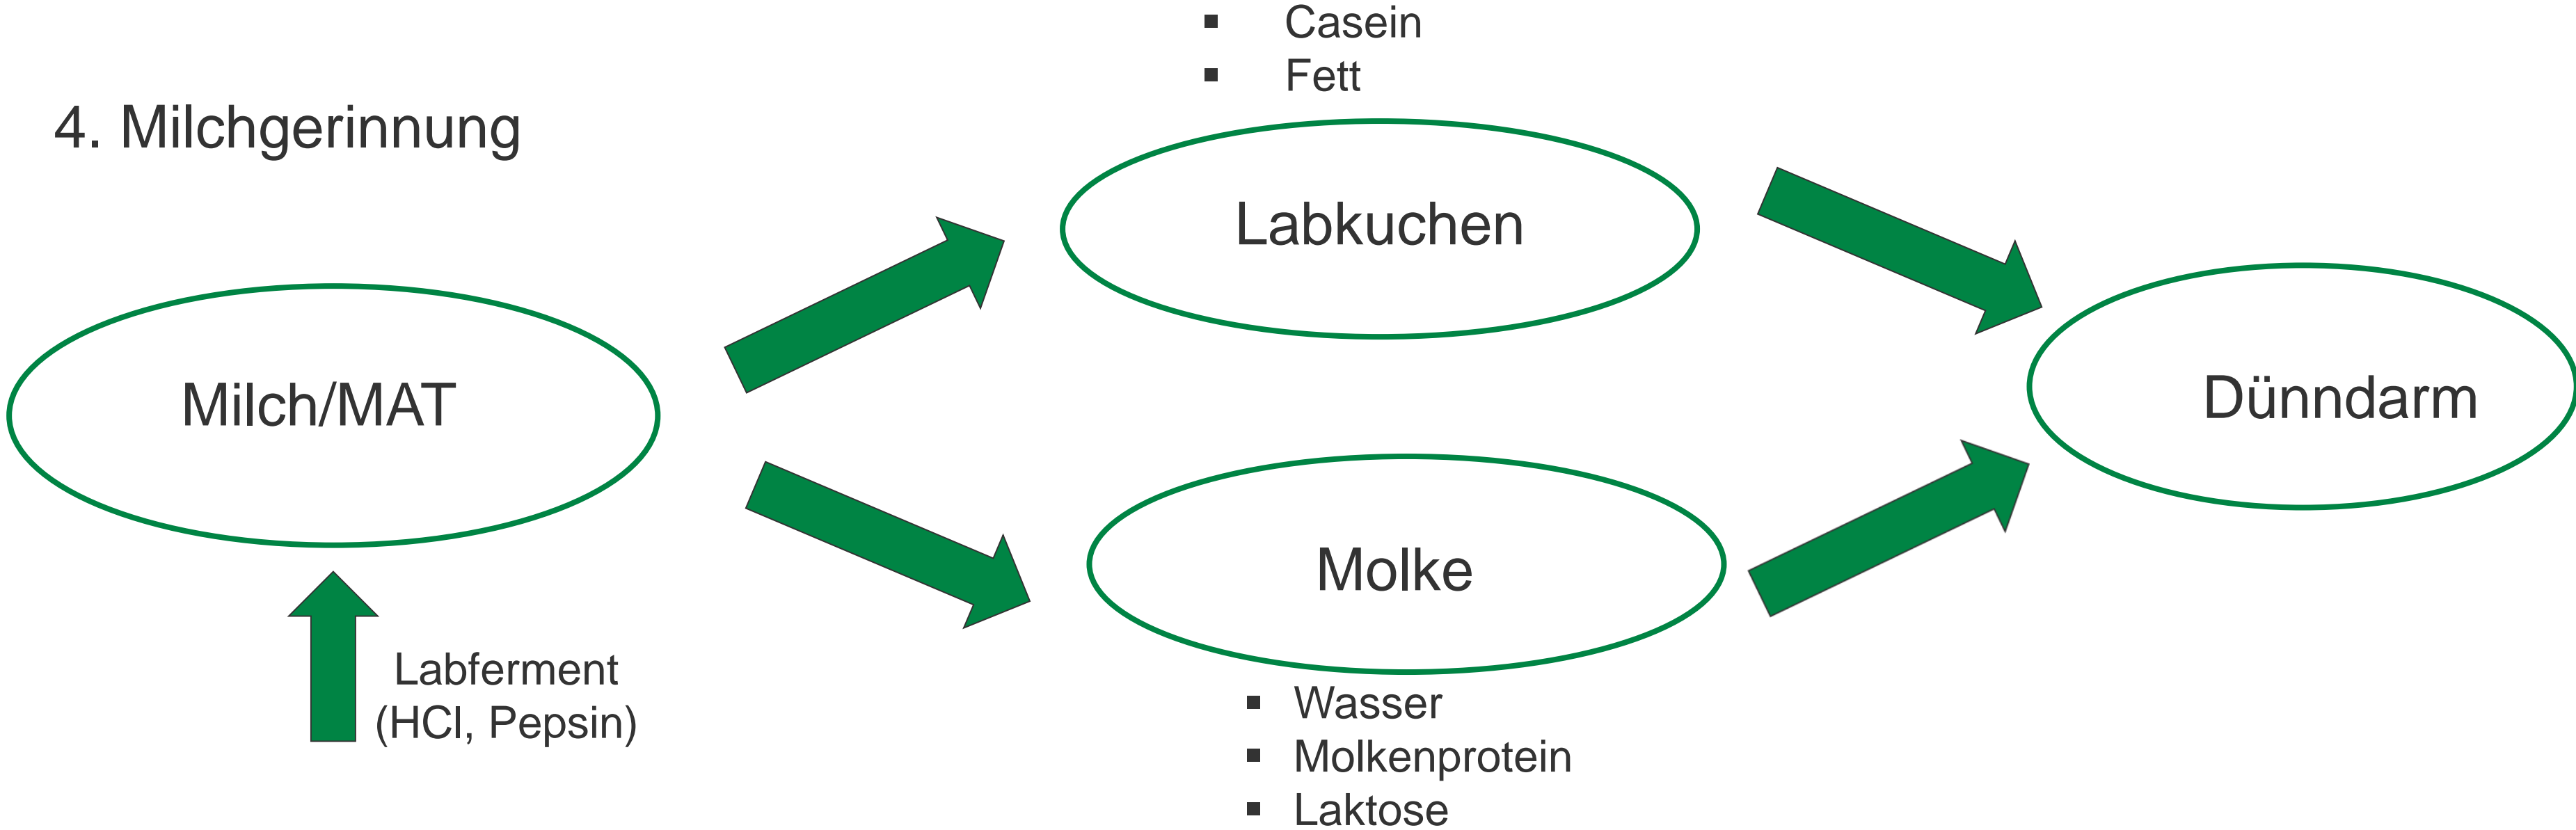 4. Milchgerinnung
▪ Casein
▪ Fett
Labkuchen
Milch/MAT
Dünndarm
Molke
Labferment
(HCl, Pepsin)
▪ Wasser
▪ Molkenprotein
▪ Laktose